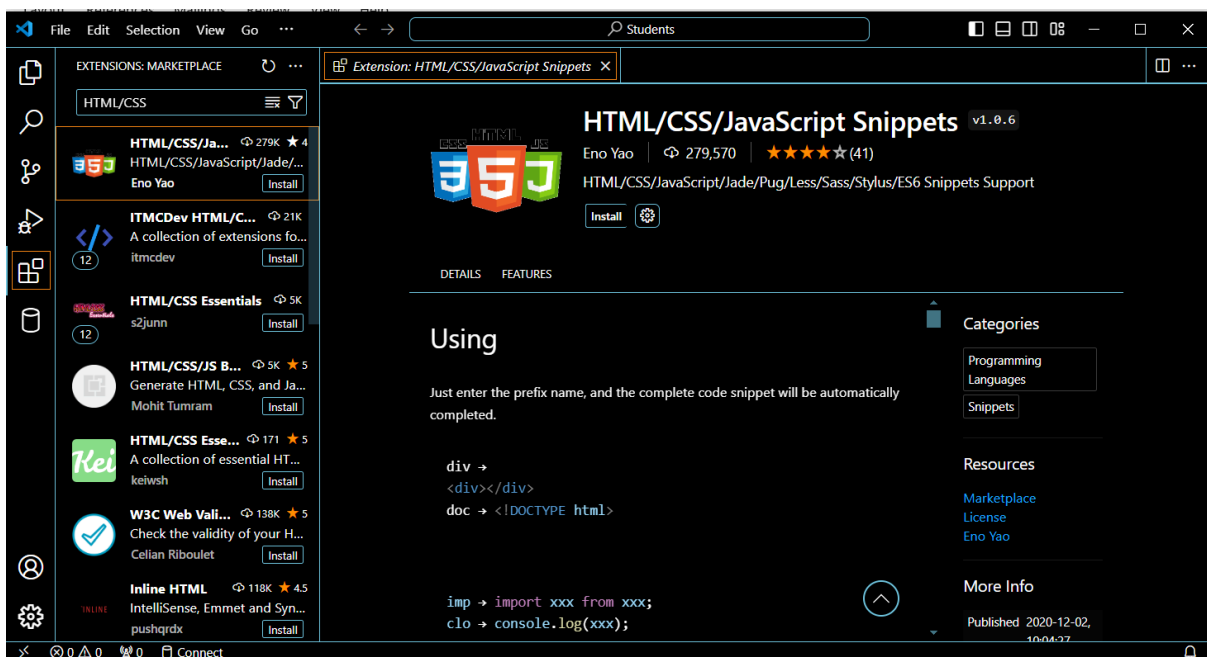 File Edit Selection View Go ··· Students
EXTENSIONS: MARKETPLACE
HTML/CSS
HTML/CSS/Ja... 279K ★ 4
HTML/CSS/JavaScript/Jade/...
Eno Yao Install
ITMCDev HTML/C... 21K
A collection of extensions fo...
12 itmcdev Install
HTML/CSS Essentials 5K
s2junn Install
12
HTML/CSS/JS B... 5K ★ 5
Generate HTML, CSS, and Ja...
Mohit Tumram Install
Kei
HTML/CSS Esse... 171 ★ 5
A collection of essential HT...
keiwsh Install
W3C Web Vali... 138K ★ 5
Check the validity of your H...
Celian Riboulet Install
INLINE
Inline HTML 118K ★ 4.5
IntelliSense, Emmet and Syn...
pushqrdx Install
Extension: HTML/CSS/JavaScript Snippets
CSS HTML JS
HTML/CSS/JavaScript Snippets v1.0.6
Eno Yao 279,570 ★★★★☆(41)
HTML/CSS/JavaScript/Jade/Pug/Less/Sass/Stylus/ES6 Snippets Support
Install
DETAILS FEATURES
Using
Just enter the prefix name, and the complete code snippet will be automatically
completed.
div →
<div></div>
doc → <!DOCTYPE html>
imp → import xxx from xxx;
clo → console.log(xxx);
Categories
Programming
Languages
Snippets
Resources
Marketplace
License
Eno Yao
More Info
Published 2020-12-02,
10:04:27
0 0 0 Connect